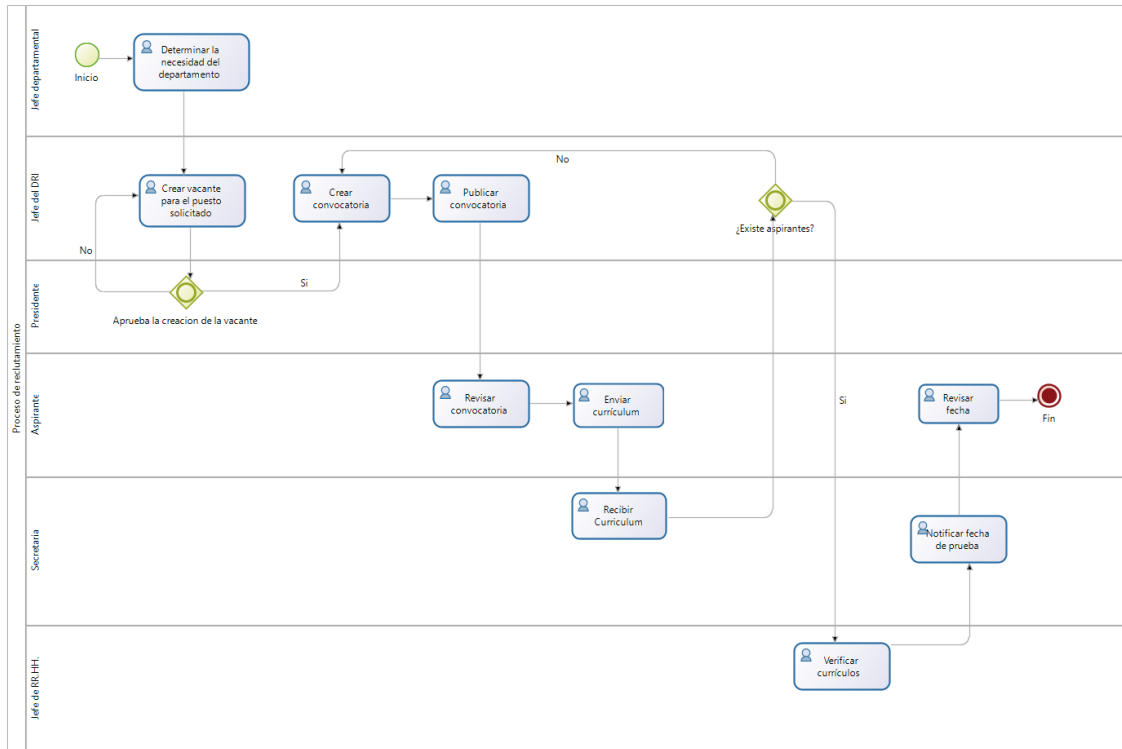 Proceso de reclutamiento
Jefe departamental
Inicio
Determinar la
necesidad del
departamento
Jefe del DRI
Crear vacante
para el puesto
solicitado
Crear
convocatoria
Publicar
convocatoria
No
¿Existe aspirantes?
No
Si
Presidente
Aprueba la creacion de la vacante
Aspirante
Revisar
convocatoria
Enviar
currículum
Si
Revisar
fecha
Fin
Secretaria
Recibir
Curriculum
Notificar fecha
de prueba
Jefe de RR.HH.
Verificar
currículos